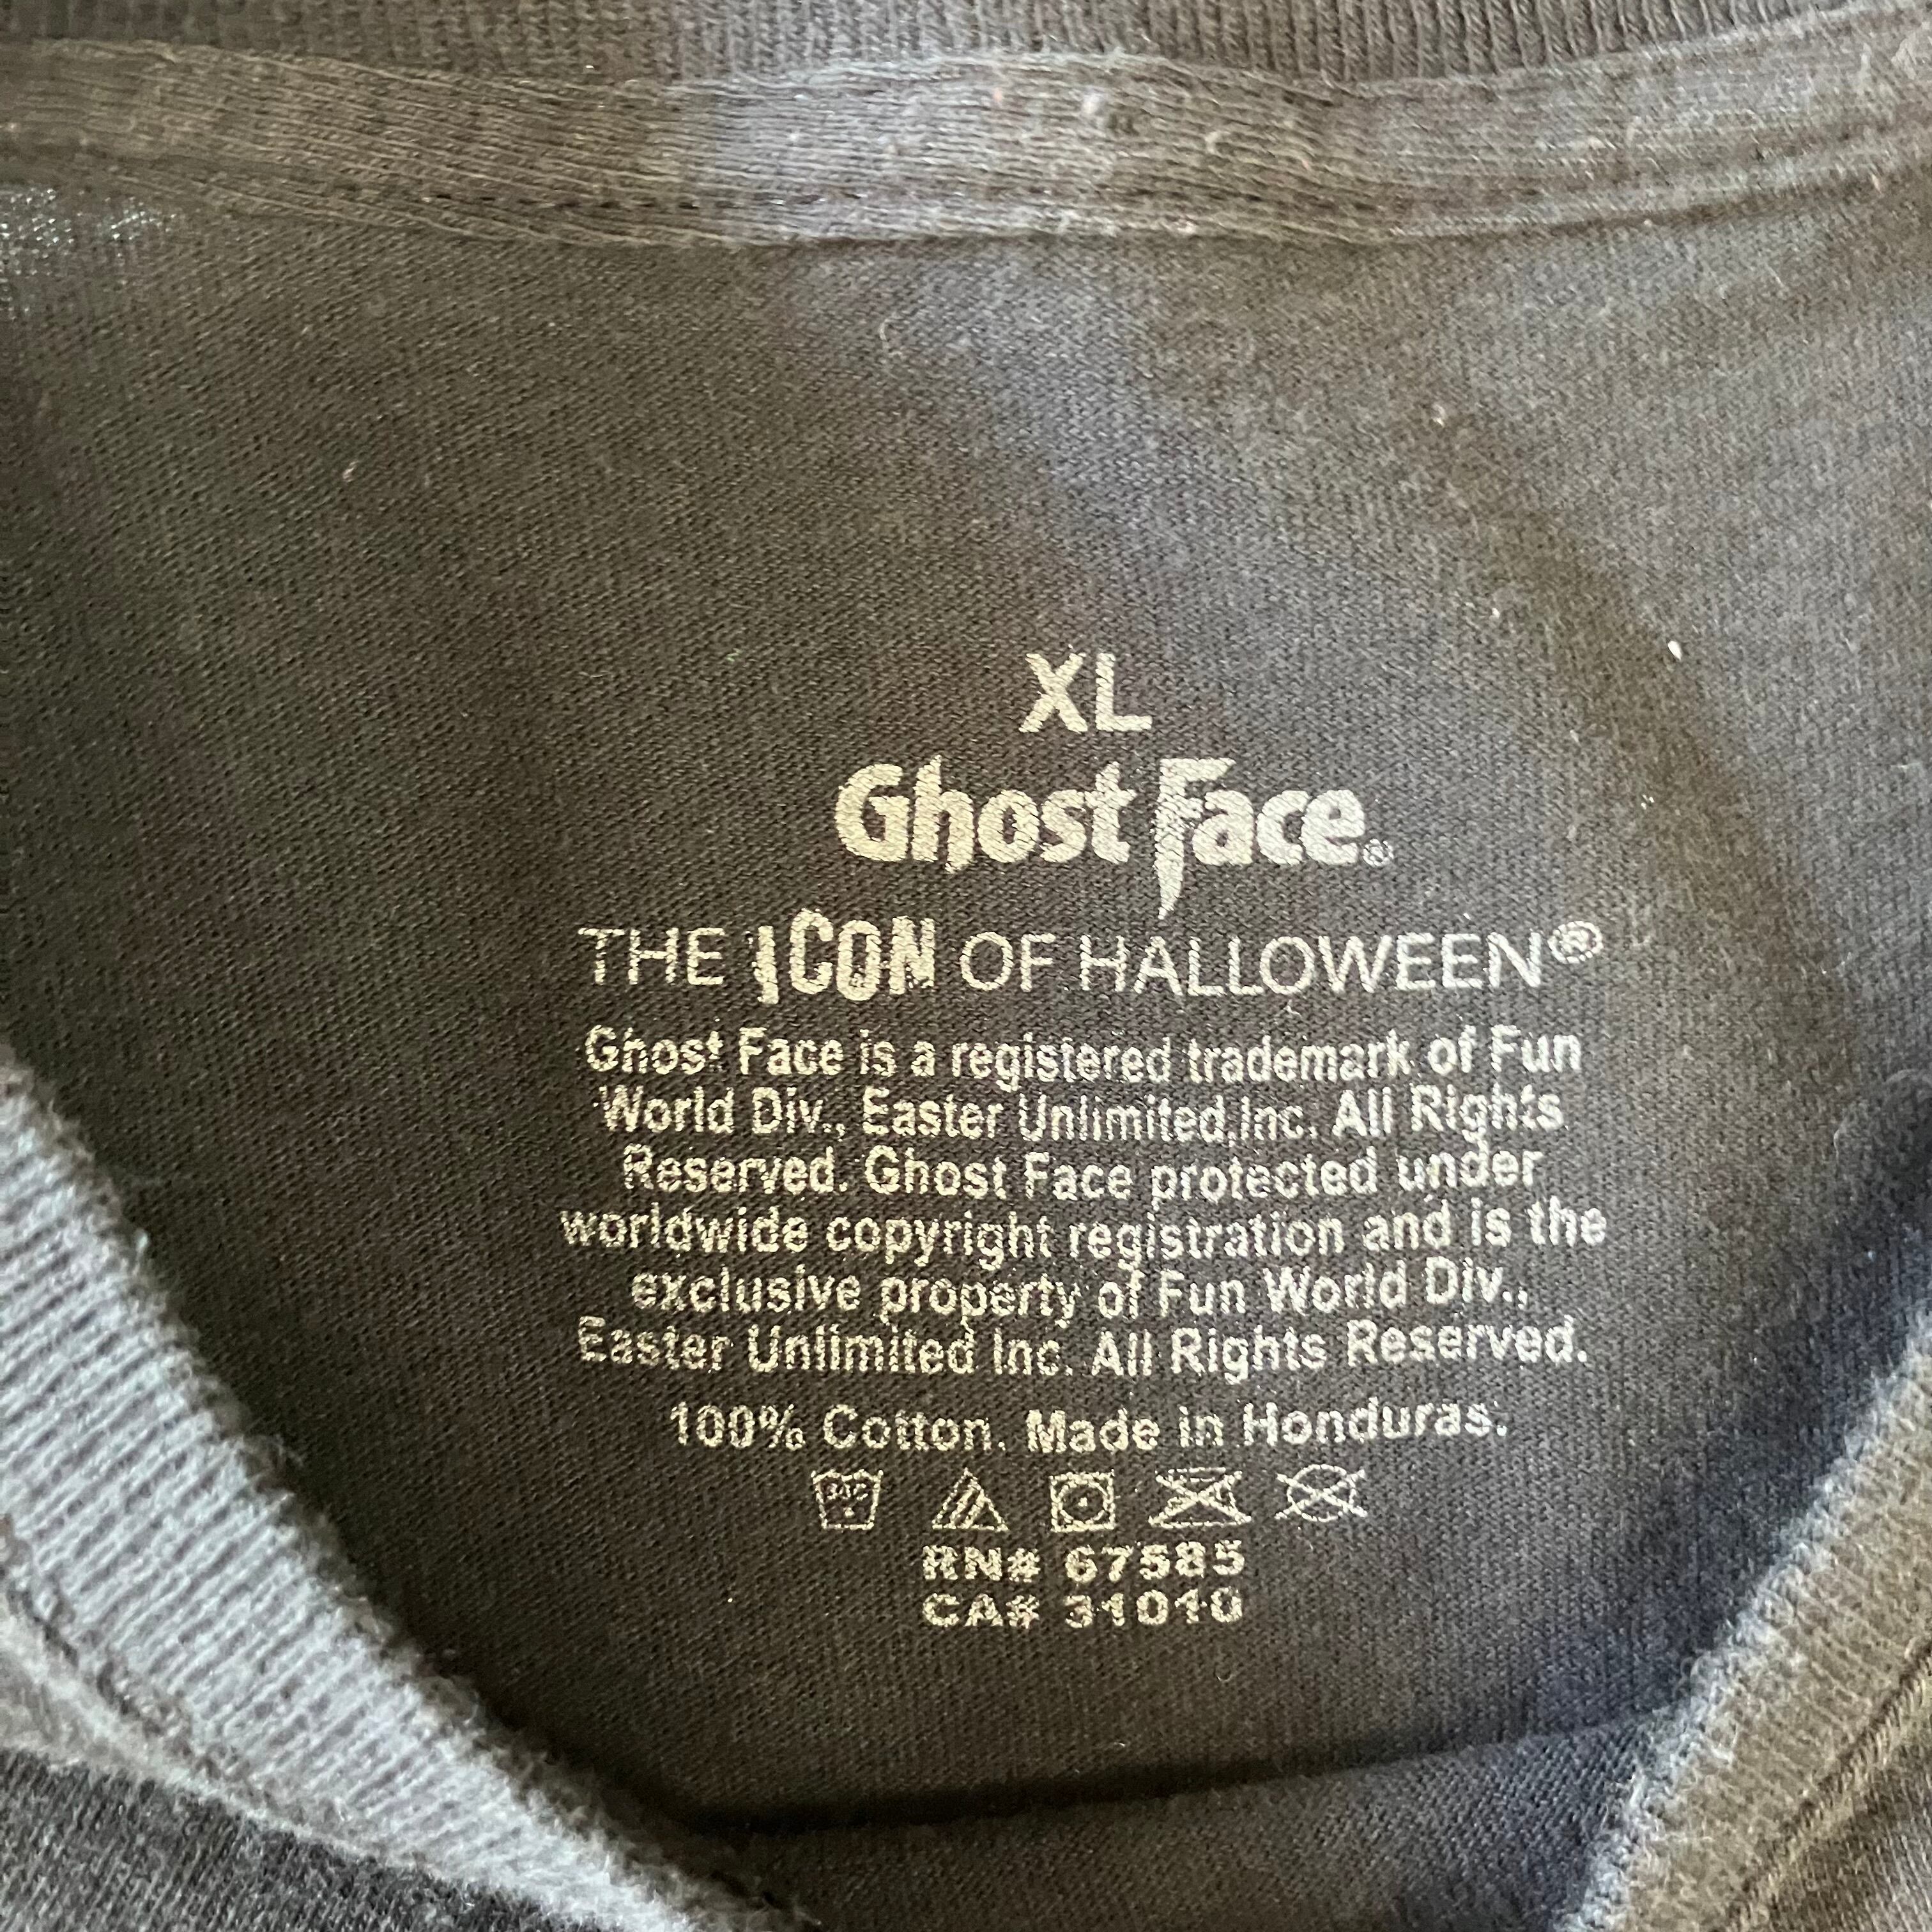 XL
Ghost Face®
THE ICON OF HALLOWEEN®
Ghost Face is a registered trademark of Fun
World Div., Easter Unlimited,Inc. All Rights
Reserved. Ghost Face protected under
worldwide copyright registration and is the
exclusive property of Fun World Div.,
Easter Unlimited Inc. All Rights Reserved.
100% Cotton. Made in Honduras.
30C
RN# 67585
CA# 31010